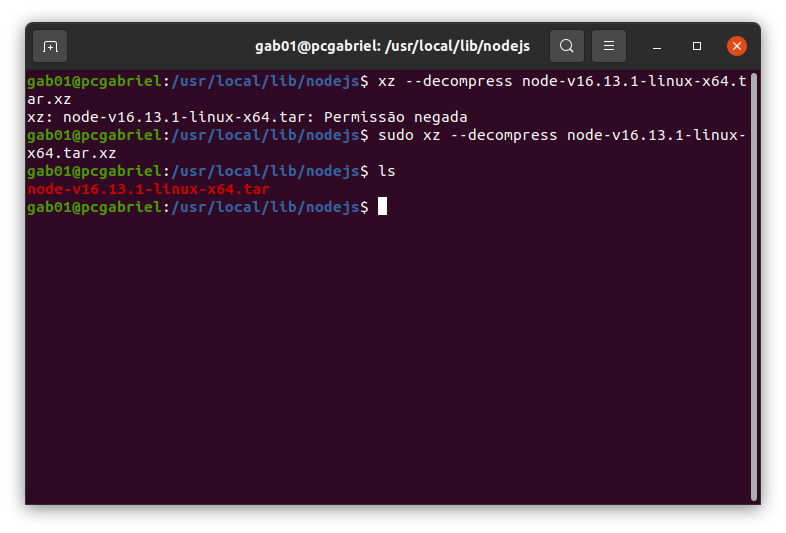 gab01@pcgabriel: /usr/local/lib/nodejs
gab01@pcgabriel:/usr/local/lib/nodejs$ xz --decompress node-v16.13.1-linux-x64.t
ar.xz
xz: node-v16.13.1-linux-x64.tar: Permissão negada
gab01@pcgabriel:/usr/local/lib/nodejs$ sudo xz --decompress node-v16.13.1-linux-
x64.tar.xz
gab01@pcgabriel:/usr/local/lib/nodejs$ ls
node-v16.13.1-linux-x64.tar
gab01@pcgabriel:/usr/local/lib/nodejs$